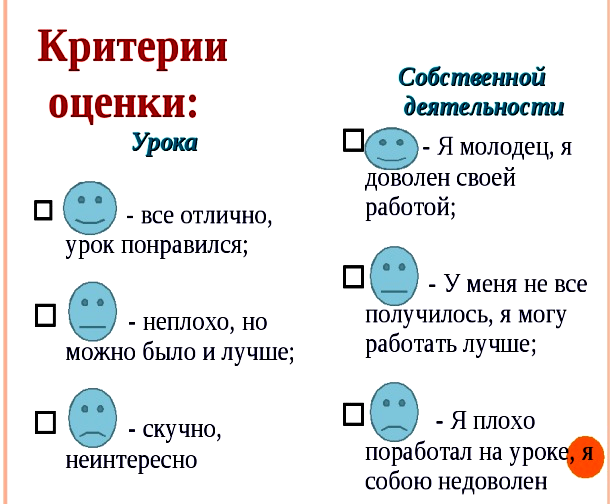 Критерии
оценки:
Урока
- все отлично,
урок понравился;
- неплохо, но
можно было и лучше;
- скучно,
неинтересно
Собственной
деятельности
- Я молодец, я
доволен своей
работой;
- У меня не все
получилось, я могу
работать лучше;
- Я плохо
поработал на уроке, я
собою недоволен